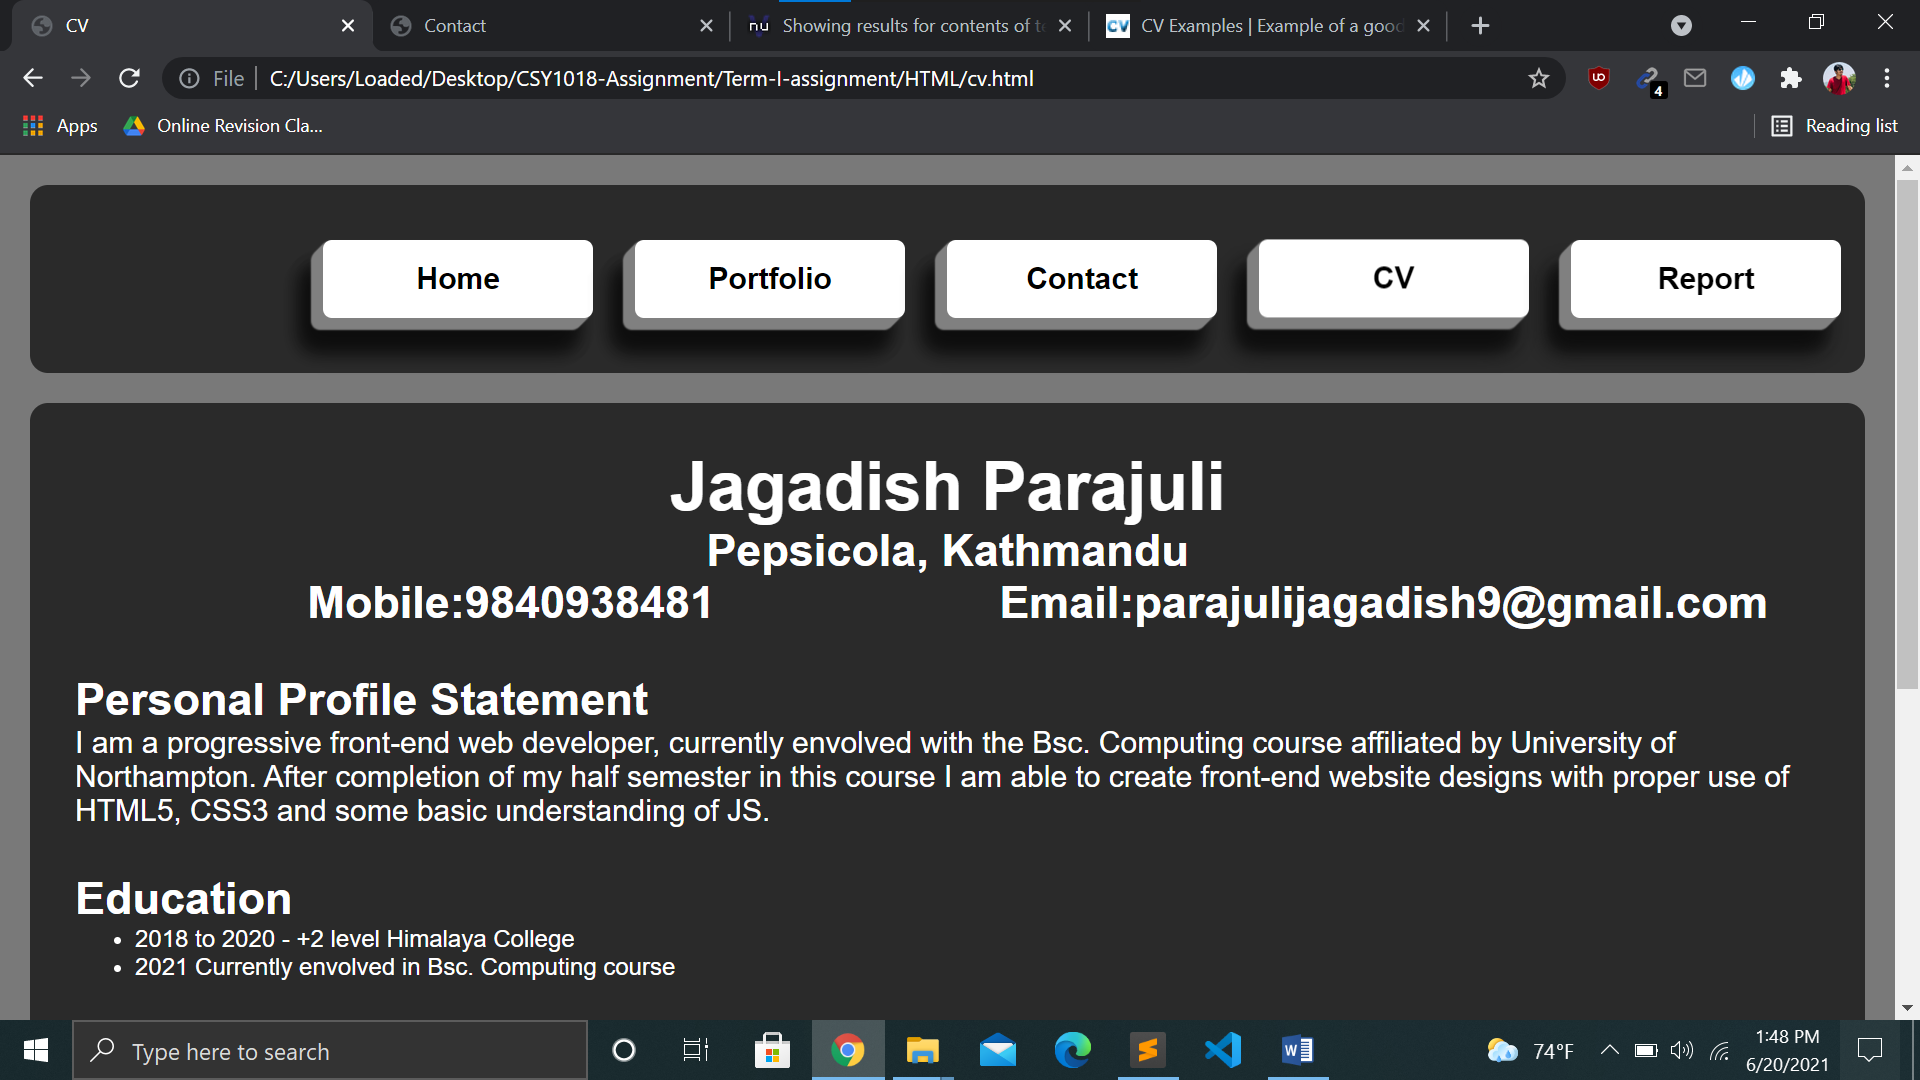 CV
Contact
nu Showing results for contents of te
CV CV Examples | Example of a good
File C:/Users/Loaded/Desktop/CSY1018-Assignment/Term-I-assignment/HTML/cv.html
4
Apps
Online Revision Cla...
Reading list
Home
Portfolio
Contact
CV
Report
Jagadish Parajuli
Pepsicola, Kathmandu
Mobile:9840938481
Email:parajulijagadish9@gmail.com
Personal Profile Statement
I am a progressive front-end web developer, currently envolved with the Bsc. Computing course affiliated by University of
Northampton. After completion of my half semester in this course I am able to create front-end website designs with proper use of
HTML5, CSS3 and some basic understanding of JS.
Education
2018 to 2020 - +2 level Himalaya College
2021 Currently envolved in Bsc. Computing course
Type here to search
74°F
1:48 PM
6/20/2021